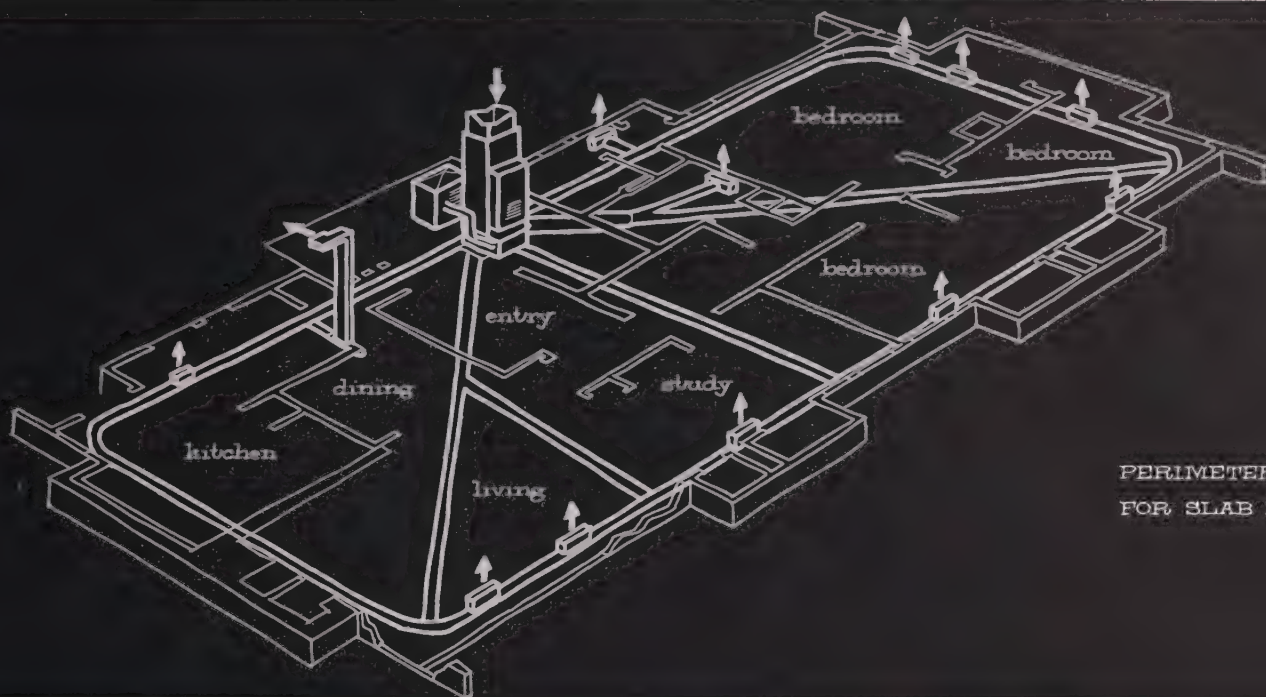 bedroom
bedroom
bedroom
entry
study
dining
kitchen
living
PERIMETER
FOR SLAB